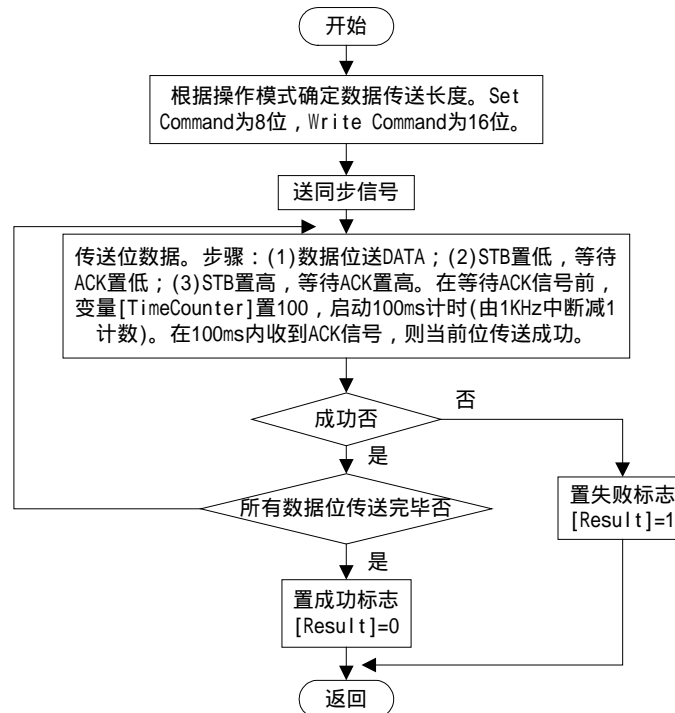 开始
根据操作模式确定数据传送长度。Set
Command为8位，Write Command为16位。
送同步信号
传送位数据。步骤：(1)数据位送DATA；(2)STB置低，等待
ACK置低；(3)STB置高，等待ACK置高。在等待ACK信号前，
变量[TimeCounter]置100，启动100ms计时(由1KHz中断减1
计数)。在100ms内收到ACK信号，则当前位传送成功。
成功否
否
是
所有数据位传送完毕否
置失败标志
[Result]=1
是
置成功标志
[Result]=0
返回